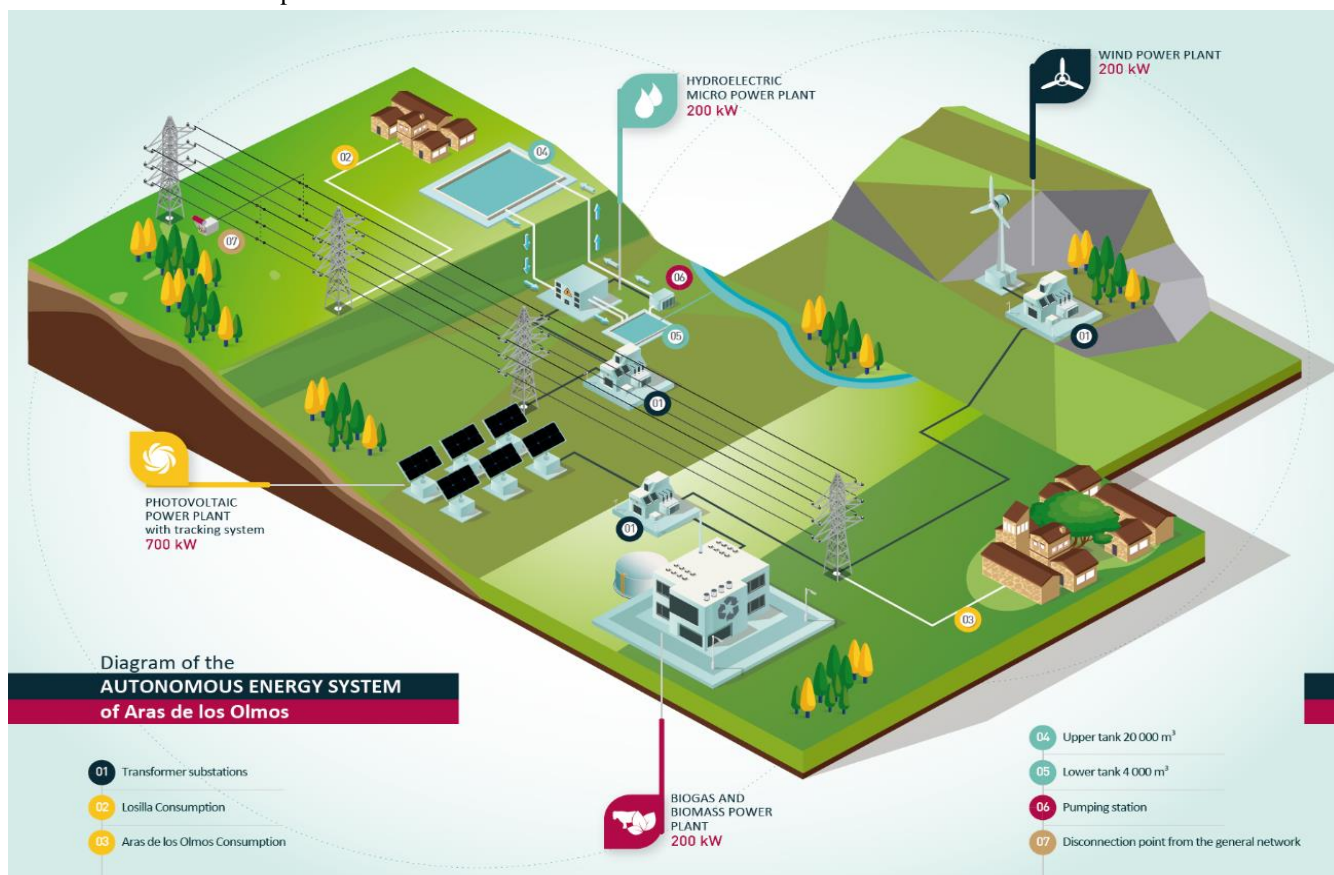 HYDROELECTRIC
MICRO POWER PLANT
200 kW
WIND POWER PLANT
200 kW
02
04
07
06
05
01
01
01
03
PHOTOVOLTAIC
POWER PLANT
with tracking system
700 kW
Diagram of the
AUTONOMOUS ENERGY SYSTEM
of Aras de los Olmos
01 Transformer substations
02 Losilla Consumption
03 Aras de los Olmos Consumption
BIOGAS AND
BIOMASS POWER
PLANT
200 kW
04 Upper tank 20 000 m³
05 Lower tank 4 000 m³
06 Pumping station
07 Disconnection point from the general network